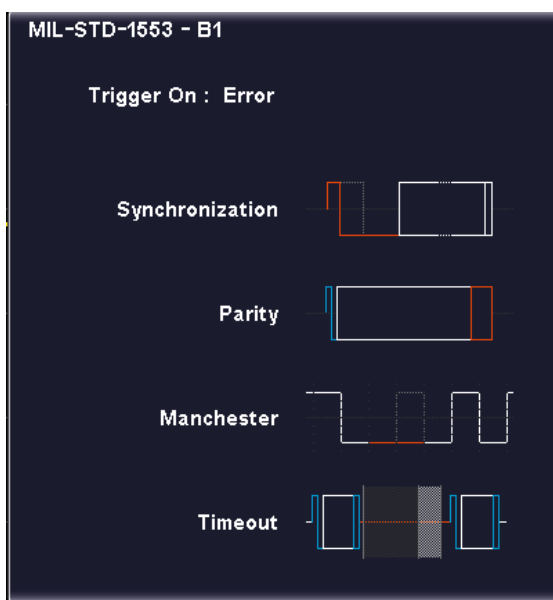 MIL-STD-1553 - B1
Trigger On : Error
Synchronization
Parity
Manchester
Timeout